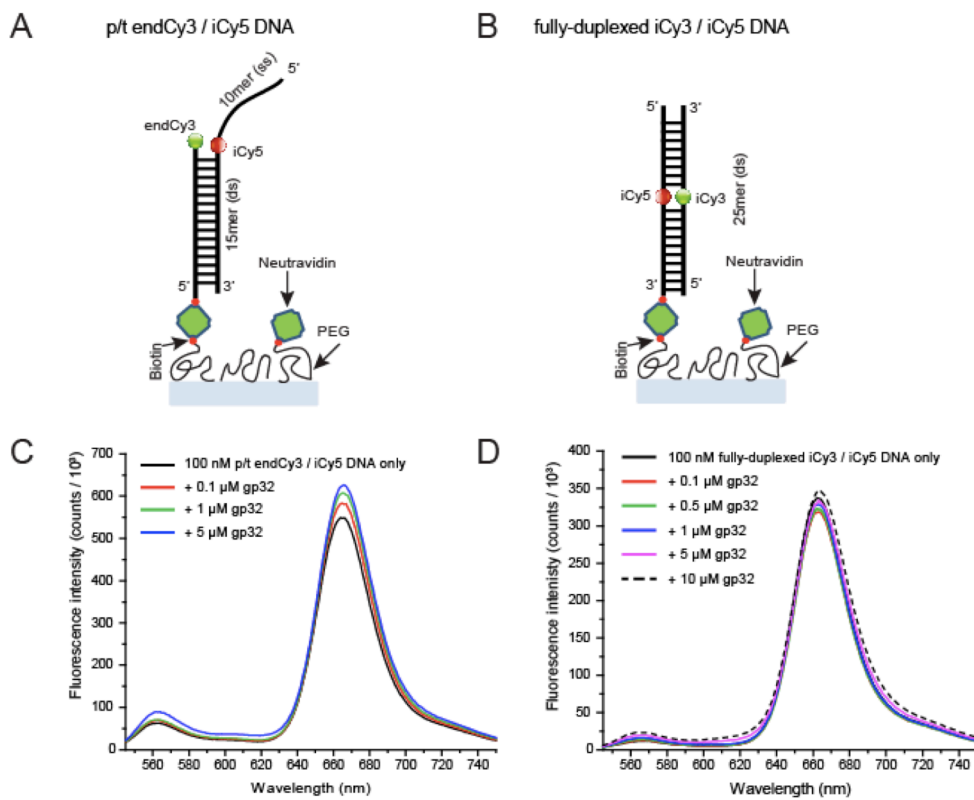 A
p/t endCy3 / iCy5 DNA
10mer (ss)
5'
endCy3
iCy5
15mer (ds)
5'
3'
Neutravidin
PEG
Biotin
B
fully-duplexed iCy3 / iCy5 DNA
5'
3'
iCy5
iCy3
25mer (ds)
3'
5'
Neutravidin
PEG
Biotin
C
Fluorescence intensity (counts / 10³)
700
600
500
400
300
200
100
0
100 nM p/t endCy3 / iCy5 DNA only
+ 0.1 µM gp32
+ 1 µM gp32
+ 5 µM gp32
560 580 600 620 640 660 680 700 720 740
Wavelength (nm)
D
Fluorescence intenisty (counts / 10³)
400
350
300
250
200
150
100
50
0
100 nM fully-duplexed iCy3 / iCy5 DNA only
+ 0.1 µM gp32
+ 0.5 µM gp32
+ 1 µM gp32
+ 5 µM gp32
+ 10 µM gp32
560 580 600 620 640 660 680 700 720 740
Wavelength (nm)